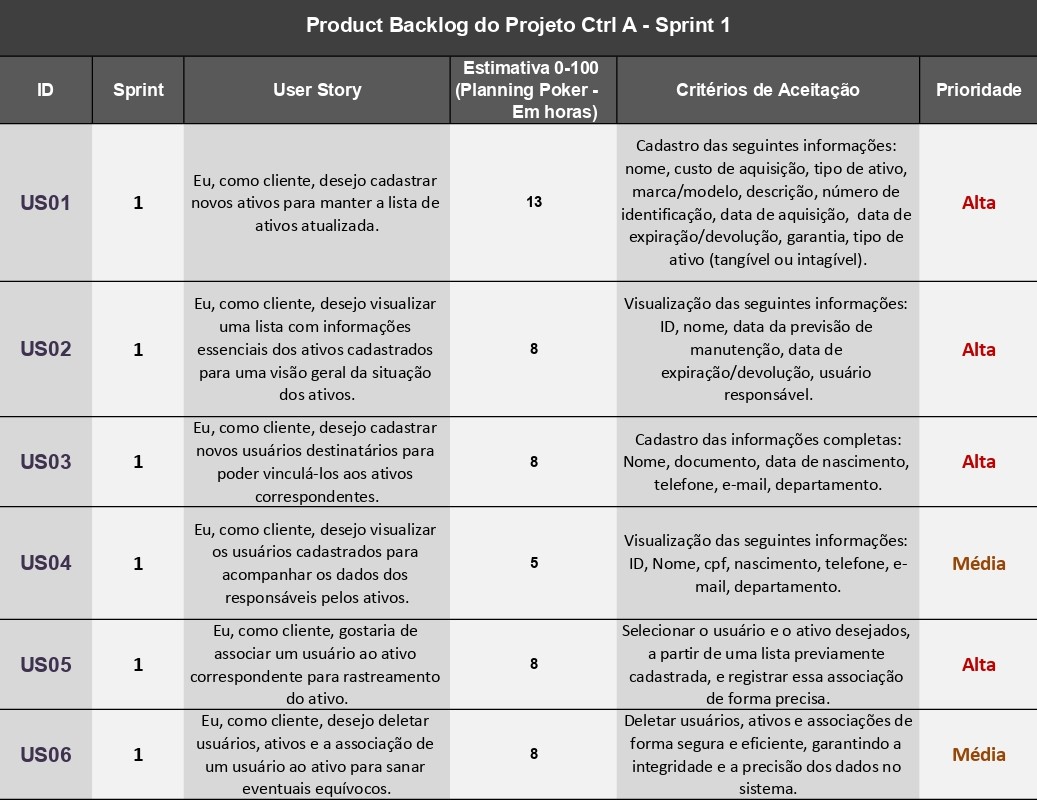 Product Backlog do Projeto Ctrl A - Sprint 1
ID
Sprint
User Story
Estimativa 0-100
(Planning Poker -
Em horas)
Critérios de Aceitação
Prioridade
US01
1
Eu, como cliente, desejo cadastrar
novos ativos para manter a lista de
ativos atualizada.
13
Cadastro das seguintes informações:
nome, custo de aquisição, tipo de ativo,
marca/modelo, descrição, número de
identificação, data de aquisição, data de
expiração/devolução, garantia, tipo de
ativo (tangível ou intagível).
Alta
US02
1
Eu, como cliente, desejo visualizar
uma lista com informações
essenciais dos ativos cadastrados
para uma visão geral da situação
dos ativos.
8
Visualização das seguintes informações:
ID, nome, data da previsão de
manutenção, data de
expiração/devolução, usuário
responsável.
Alta
US03
1
Eu, como cliente, desejo cadastrar
novos usuários destinatários para
poder vinculá-los aos ativos
correspondentes.
8
Cadastro das informações completas:
Nome, documento, data de nascimento,
telefone, e-mail, departamento.
Alta
US04
1
Eu, como cliente, desejo visualizar
os usuários cadastrados para
acompanhar os dados dos
responsáveis pelos ativos.
5
Visualização das seguintes informações:
ID, Nome, cpf, nascimento, telefone, e-
mail, departamento.
Média
US05
1
Eu, como cliente, gostaria de
associar um usuário ao ativo
correspondente para rastreamento
do ativo.
8
Selecionar o usuário e o ativo desejados,
a partir de uma lista previamente
cadastrada, e registrar essa associação
de forma precisa.
Alta
US06
1
Eu, como cliente, desejo deletar
usuários, ativos e a associação de
um usuário ao ativo para sanar
eventuais equívocos.
8
Deletar usuários, ativos e associações de
forma segura e eficiente, garantindo a
integridade e a precisão dos dados no
sistema.
Média